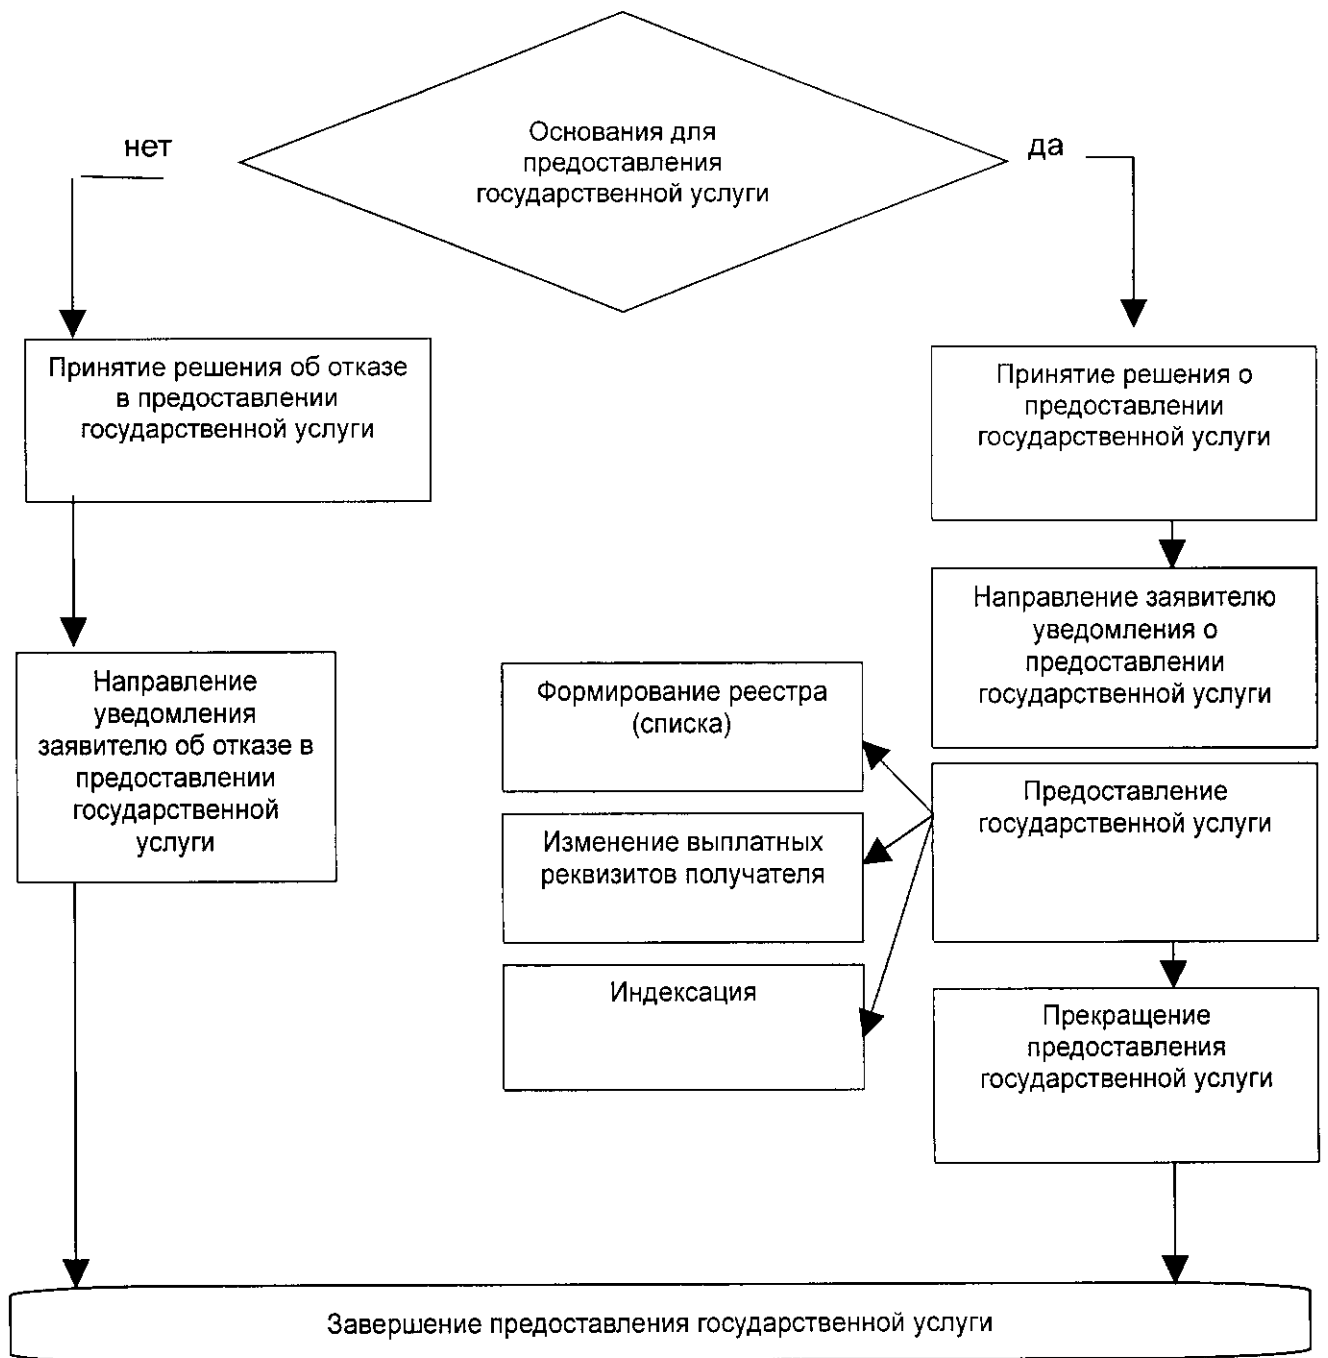 Основания для
предоставления
государственной услуги
нет
да
Принятие решения об отказе
в предоставлении
государственной услуги
Принятие решения о
предоставлении
государственной услуги
Направление
уведомления
заявителю об отказе в
предоставлении
государственной
услуги
Направление заявителю
уведомления о
предоставлении
государственной услуги
Формирование реестра
(списка)
Предоставление
государственной услуги
Изменение выплатных
реквизитов получателя
Индексация
Прекращение
предоставления
государственной услуги
Завершение предоставления государственной услуги